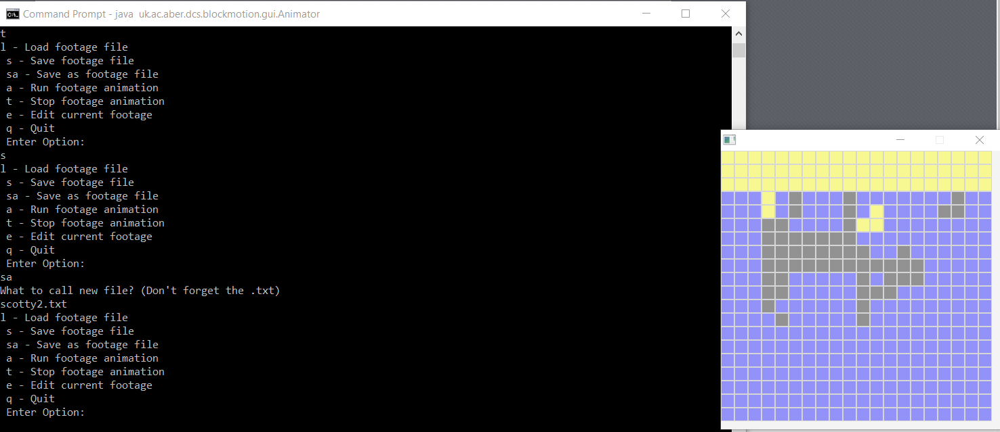 Command Prompt - java  uk.ac.aber.dcs.blockmotion.gui.Animator
t
l - Load footage file
 s - Save footage file
 sa - Save as footage file
 a - Run footage animation
 t - Stop footage animation
 e - Edit current footage
 q - Quit
 Enter Option:
s
l - Load footage file
 s - Save footage file
 sa - Save as footage file
 a - Run footage animation
 t - Stop footage animation
 e - Edit current footage
 q - Quit
 Enter Option:
sa
What to call new file? (Don't forget the .txt)
scotty2.txt
l - Load footage file
 s - Save footage file
 sa - Save as footage file
 a - Run footage animation
 t - Stop footage animation
 e - Edit current footage
 q - Quit
 Enter Option: